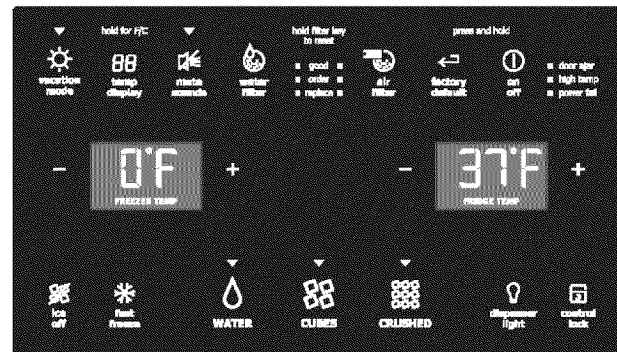 hold for F/C
hold filter key
to reset
press and hold
vacation
mode
88
temp
display
mute
sounds
water
filter
good
order
replace
air
filter
factory
default
on
off
door ajar
high temp
power fail
- 0°F +
FREEZER TEMP
- 37°F +
FRIDGE TEMP
ice
off
fast
freeze
WATER
CUBES
CRUSHED
dispenser
light
control
lock